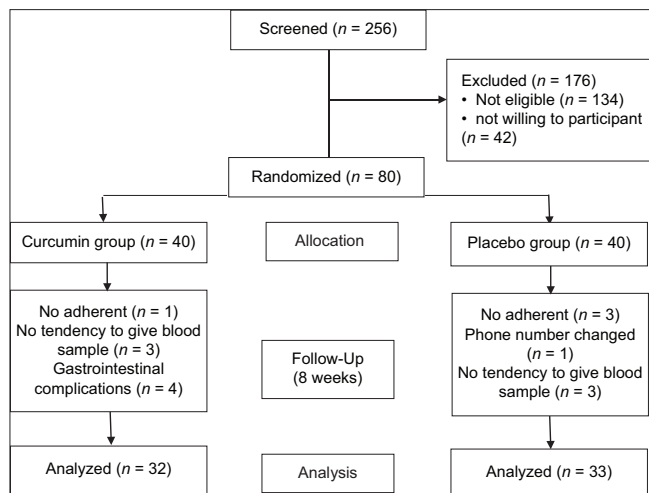 Screened (n = 256)
Excluded (n = 176)
• Not eligible (n = 134)
• not willing to participant
(n = 42)
Randomized (n = 80)
Curcumin group (n = 40)
Allocation
Placebo group (n = 40)
No adherent (n = 1)
No tendency to give blood
sample (n = 3)
Gastrointestinal
complications (n = 4)
Follow-Up
(8 weeks)
No adherent (n = 3)
Phone number changed
(n = 1)
No tendency to give blood
sample (n = 3)
Analyzed (n = 32)
Analysis
Analyzed (n = 33)